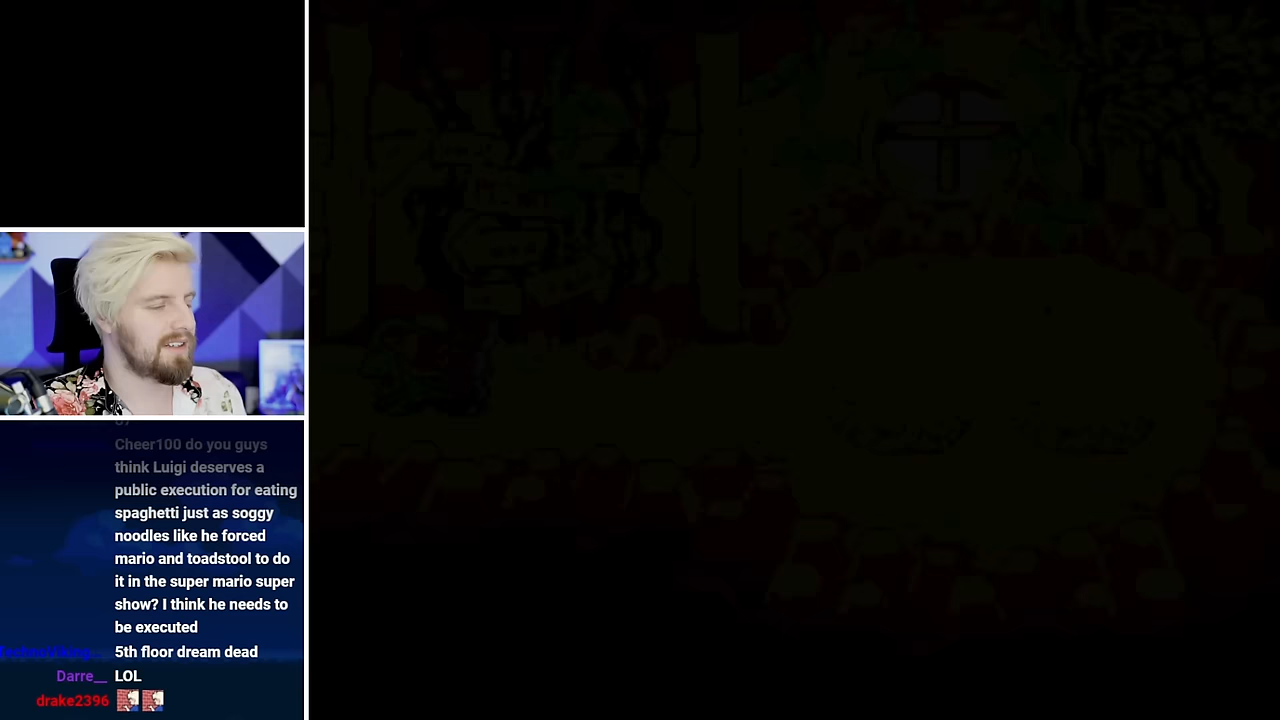 Cheer100 do you guys
think Luigi deserves a
public execution for eating
spaghetti just as soggy
noodles like he forced
mario and toadstool to do
it in the super mario super
show? I think he needs to
be executed
5th floor dream dead
Darre__ LOL
drake2396